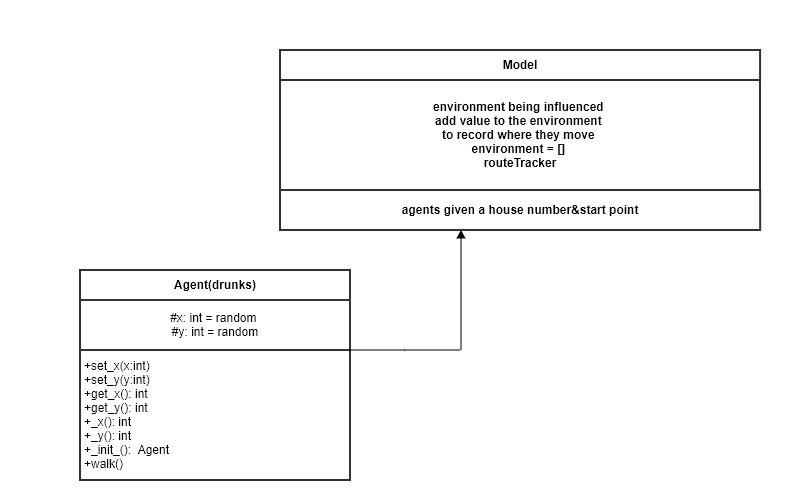 Model
environment being influenced
add value to the environment
to record where they move
environment = []
routeTracker
agents given a house number&start point
Agent(drunks)
#x: int = random
#y: int = random
+set_x(x:int)
+set_y(y:int)
+get_x(): int
+get_y(): int
+_x(): int
+_y(): int
+_init_():  Agent
+walk()